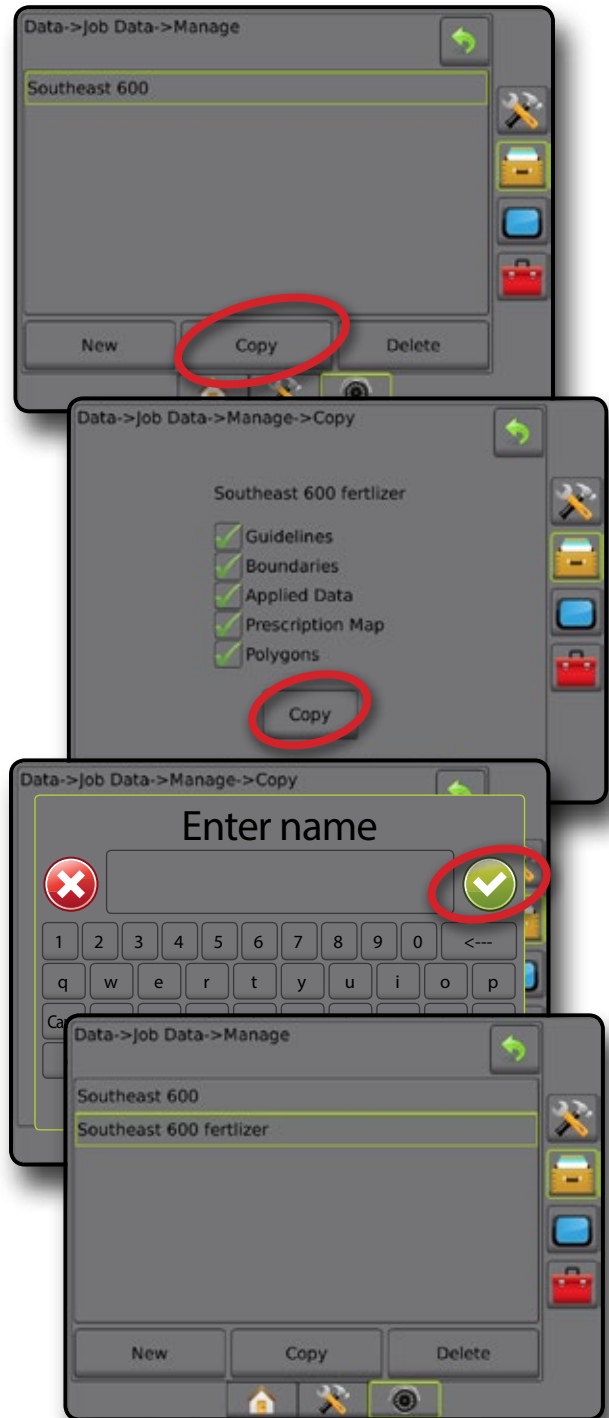 Data->Job Data->Manage
Southeast 600
New Copy Delete
Data->Job Data->Manage->Copy
Southeast 600 fertlizer
Guidelines
Boundaries
Applied Data
Prescription Map
Polygons
Copy
Data->Job Data->Manage->Copy
Enter name
1 2 3 4 5 6 7 8 9 0 <---
q w e r t y u i o p
Data->Job Data->Manage
Southeast 600
Southeast 600 fertlizer
New Copy Delete